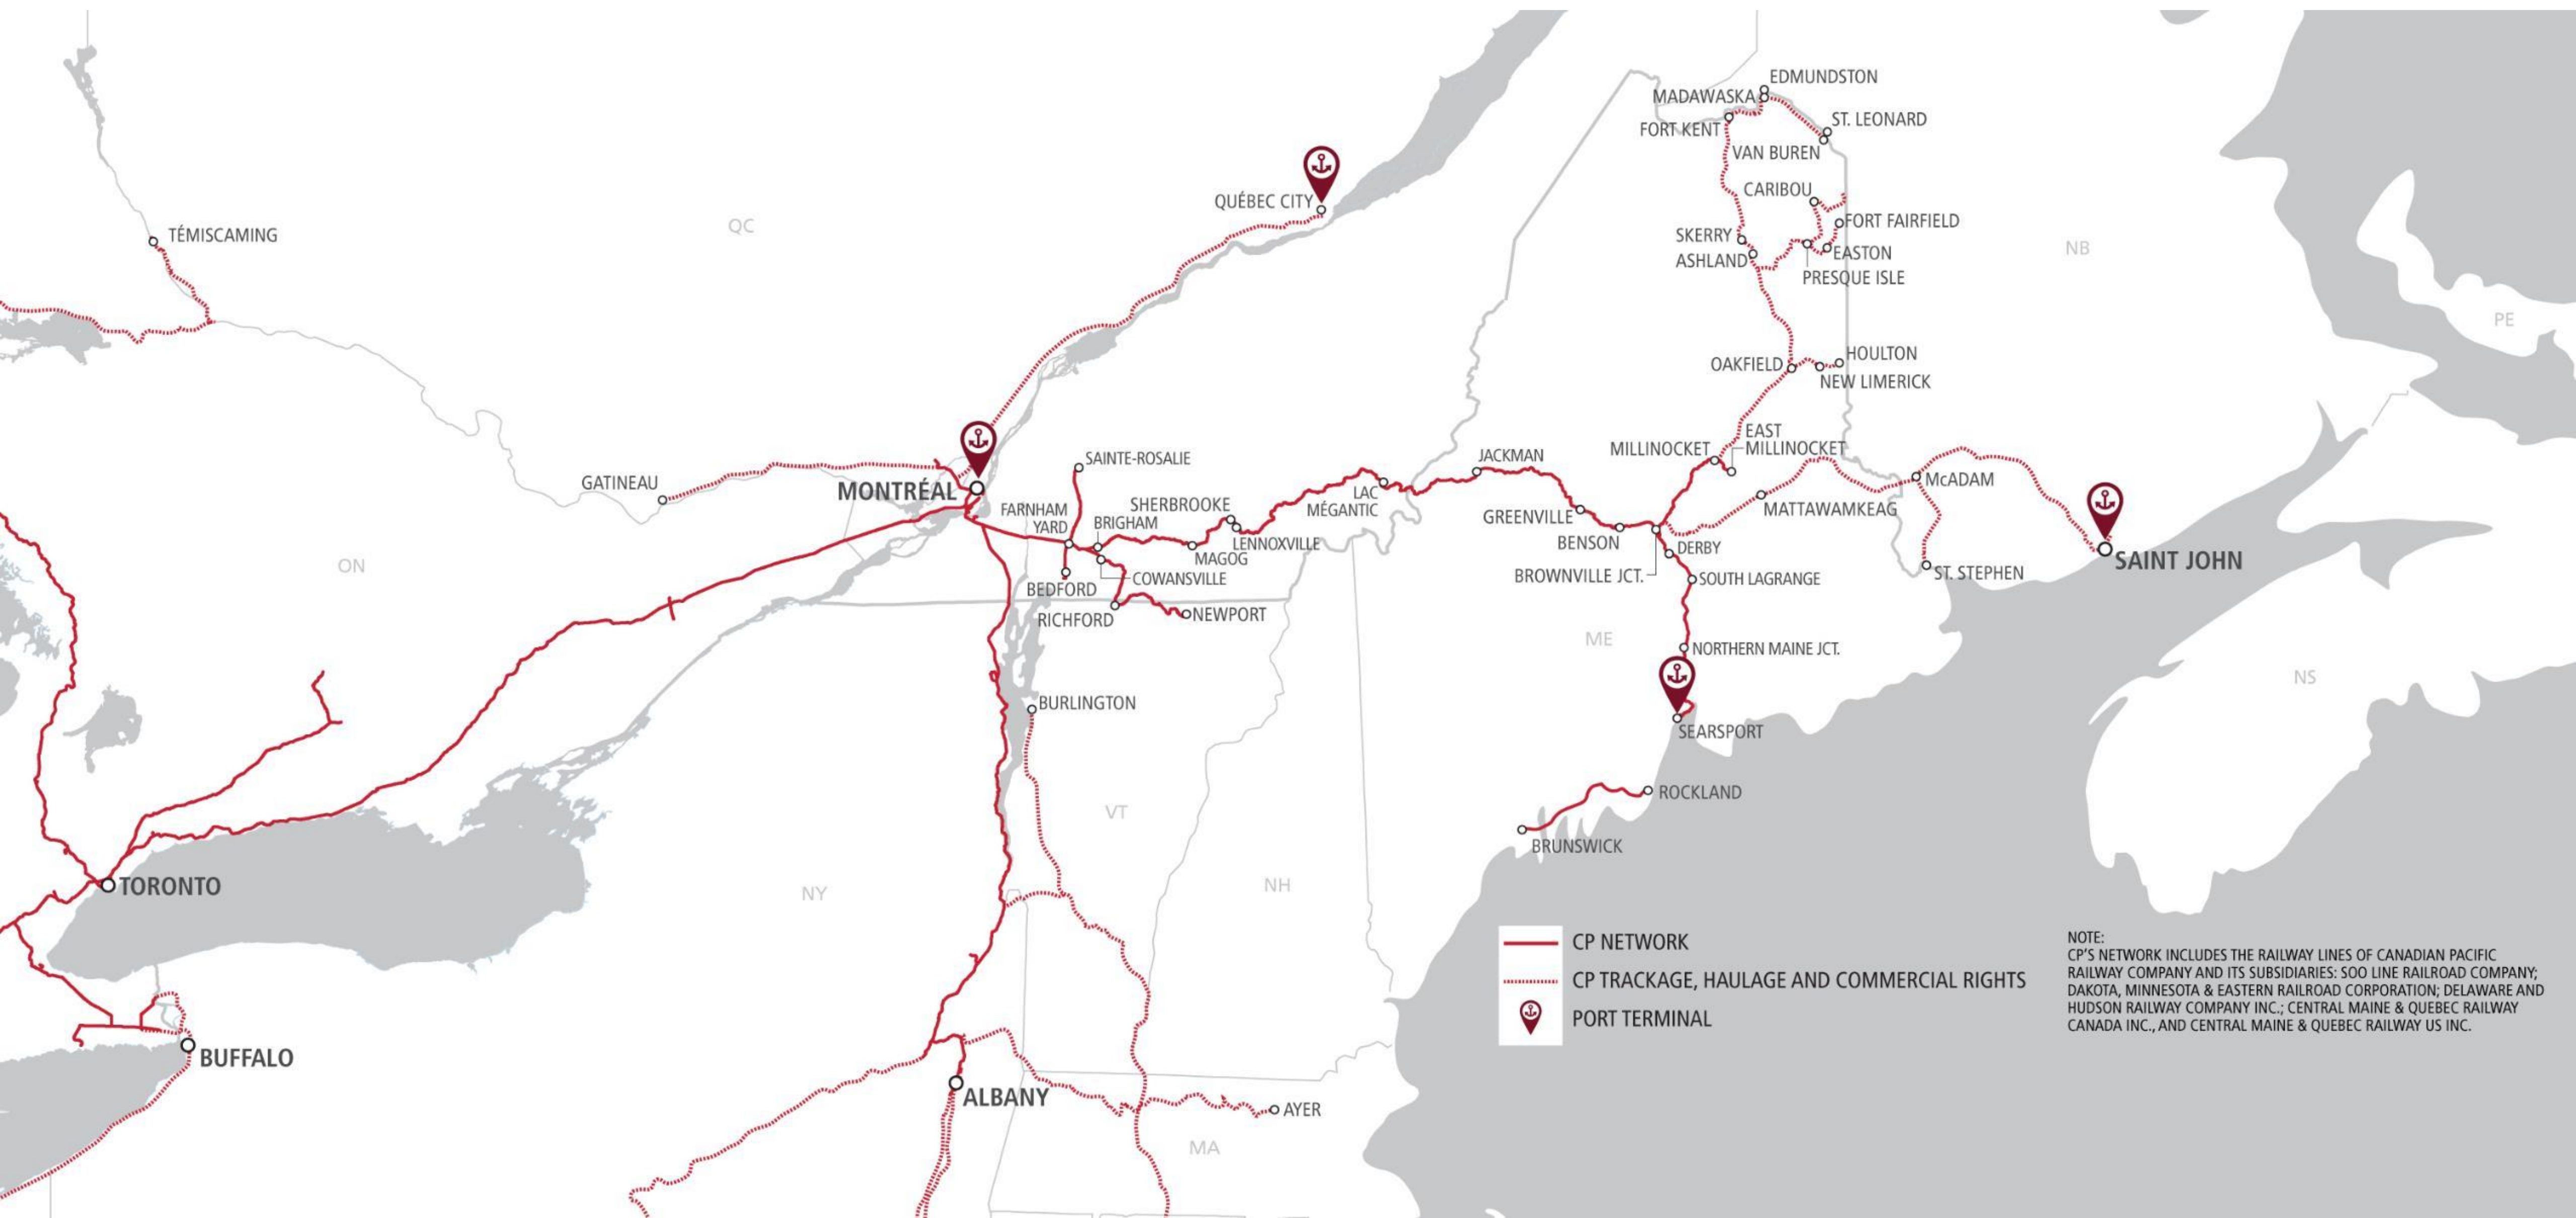 EDMUNDSTON
MADAWASKA
ST. LEONARD
FORT KENT
VAN BUREN
CARIBOU
QUÉBEC CITY
FORT FAIRFIELD
QC
TÉMISCAMING
SKERRY
NB
EASTON
ASHLAND
PRESQUE ISLE
PE
HOULTON
OAKFIELD
NEW LIMERICK
EAST
MILLINOCKET
MILLINOCKET
JACKMAN
SAINTE-ROSALIE
GATINEAU
MONTRÉAL
McADAM
LAC
MÉGANTIC
SHERBROOKE
FARNHAM
YARD
BRIGHAM
MATTAWAMKEAG
GREENVILLE
LENNOXVILLE
BENSON
DERBY
MAGOG
SAINT JOHN
ON
COWANSVILLE
BROWNVILLE JCT.
SOUTH LAGRANGE
ST. STEPHEN
BEDFORD
RICHFORD
NEWPORT
ME
NORTHERN MAINE JCT.
NS
BURLINGTON
SEARSPORT
ROCKLAND
VT
BRUNSWICK
TORONTO
NY
NH
CP NETWORK
CP TRACKAGE, HAULAGE AND COMMERCIAL RIGHTS
PORT TERMINAL
NOTE:
CP'S NETWORK INCLUDES THE RAILWAY LINES OF CANADIAN PACIFIC
RAILWAY COMPANY AND ITS SUBSIDIARIES: SOO LINE RAILROAD COMPANY;
DAKOTA, MINNESOTA & EASTERN RAILROAD CORPORATION; DELAWARE AND
HUDSON RAILWAY COMPANY INC.; CENTRAL MAINE & QUEBEC RAILWAY
CANADA INC., AND CENTRAL MAINE & QUEBEC RAILWAY US INC.
BUFFALO
ALBANY
AYER
MA